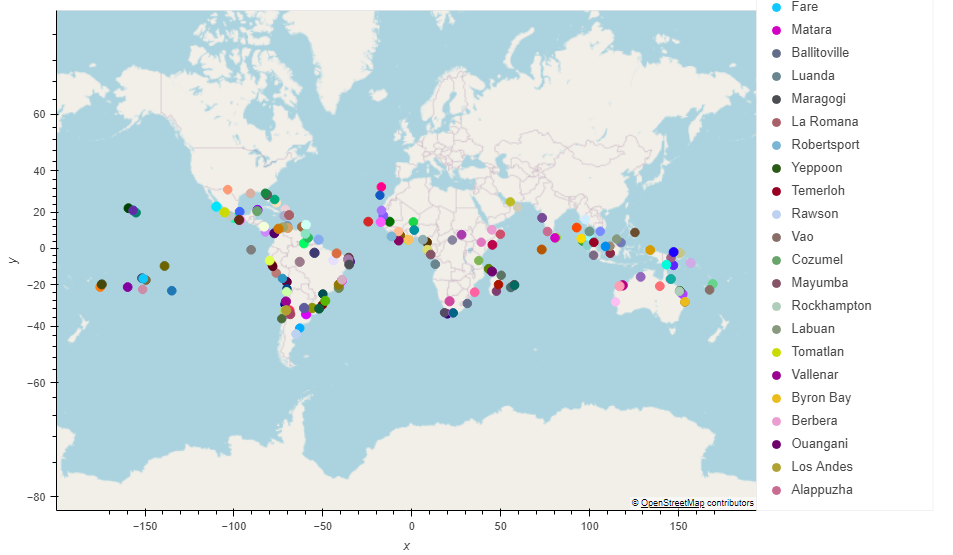 Fare
Matara
Ballitoville
Luanda
Maragogi
La Romana
Robertsport
Yeppoon
Temerloh
Rawson
Vao
Cozumel
Mayumba
Rockhampton
Labuan
Tomatlan
Vallenar
Byron Bay
Berbera
Ouangani
Los Andes
Alappuzha
60
40
20
0
−20
−40
−60
−80
y
−150
−100
−50
0
50
100
150
x
© OpenStreetMap contributors